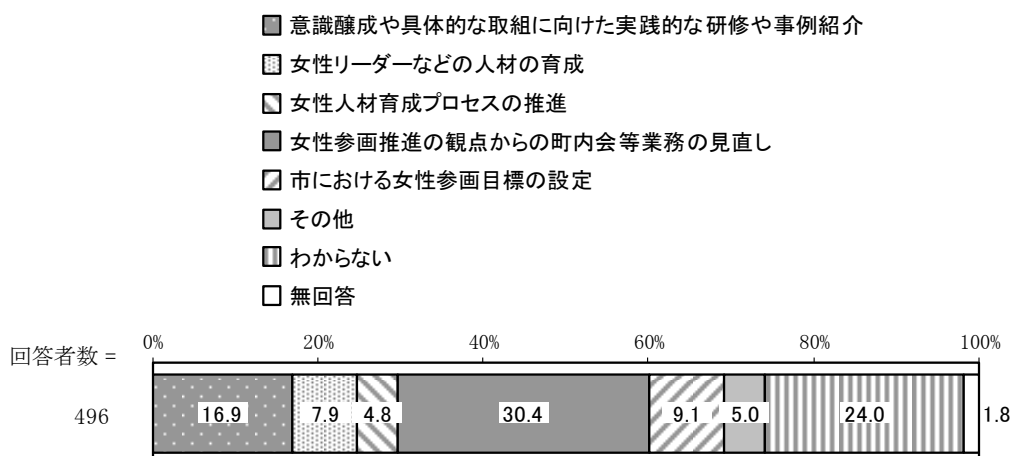 意識醸成や具体的な取組に向けた実践的な研修や事例紹介
女性リーダーなどの人材の育成
女性人材育成プロセスの推進
女性参画推進の観点からの町内会等業務の見直し
市における女性参画目標の設定
その他
わからない
無回答
回答者数 = 0% 20% 40% 60% 80% 100%
496 16.9 7.9 4.8 30.4 9.1 5.0 24.0 1.8